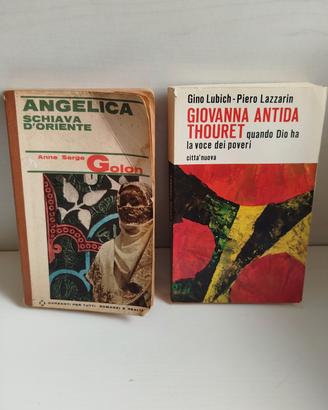 ANGELICA
SCHIAVA
D'ORIENTE
Anne Serge Golon
GARZANTI PER TUTTI. ROMANZI E REALTÀ
Gino Lubich-Piero Lazzarin
GIOVANNA ANTIDA
THOURET quando Dio ha
la voce dei poveri
citta'nuova